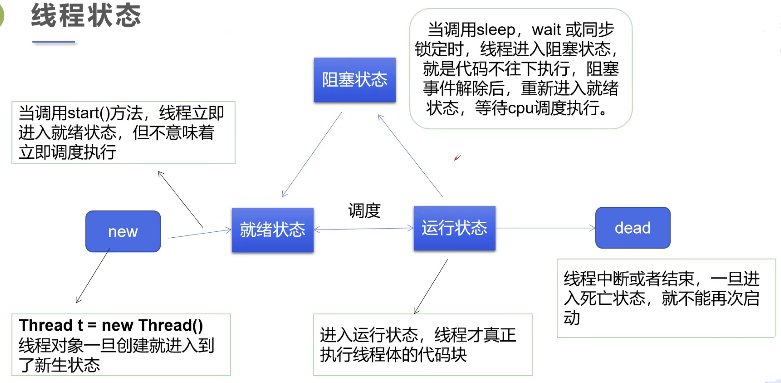 线程状态
当调用sleep，wait 或同步
锁定时，线程进入阻塞状态，
就是代码不往下执行，阻塞
事件解除后，重新进入就绪
状态，等待cpu调度执行。
阻塞状态
当调用start()方法，线程立即
进入就绪状态，但不意味着
立即调度执行
new
就绪状态
调度
运行状态
dead
Thread t = new Thread()
线程对象一旦创建就进入到
了新生状态
进入运行状态，线程才真正
执行线程体的代码块
线程中断或者结束，一旦进
入死亡状态，就不能再次启
动